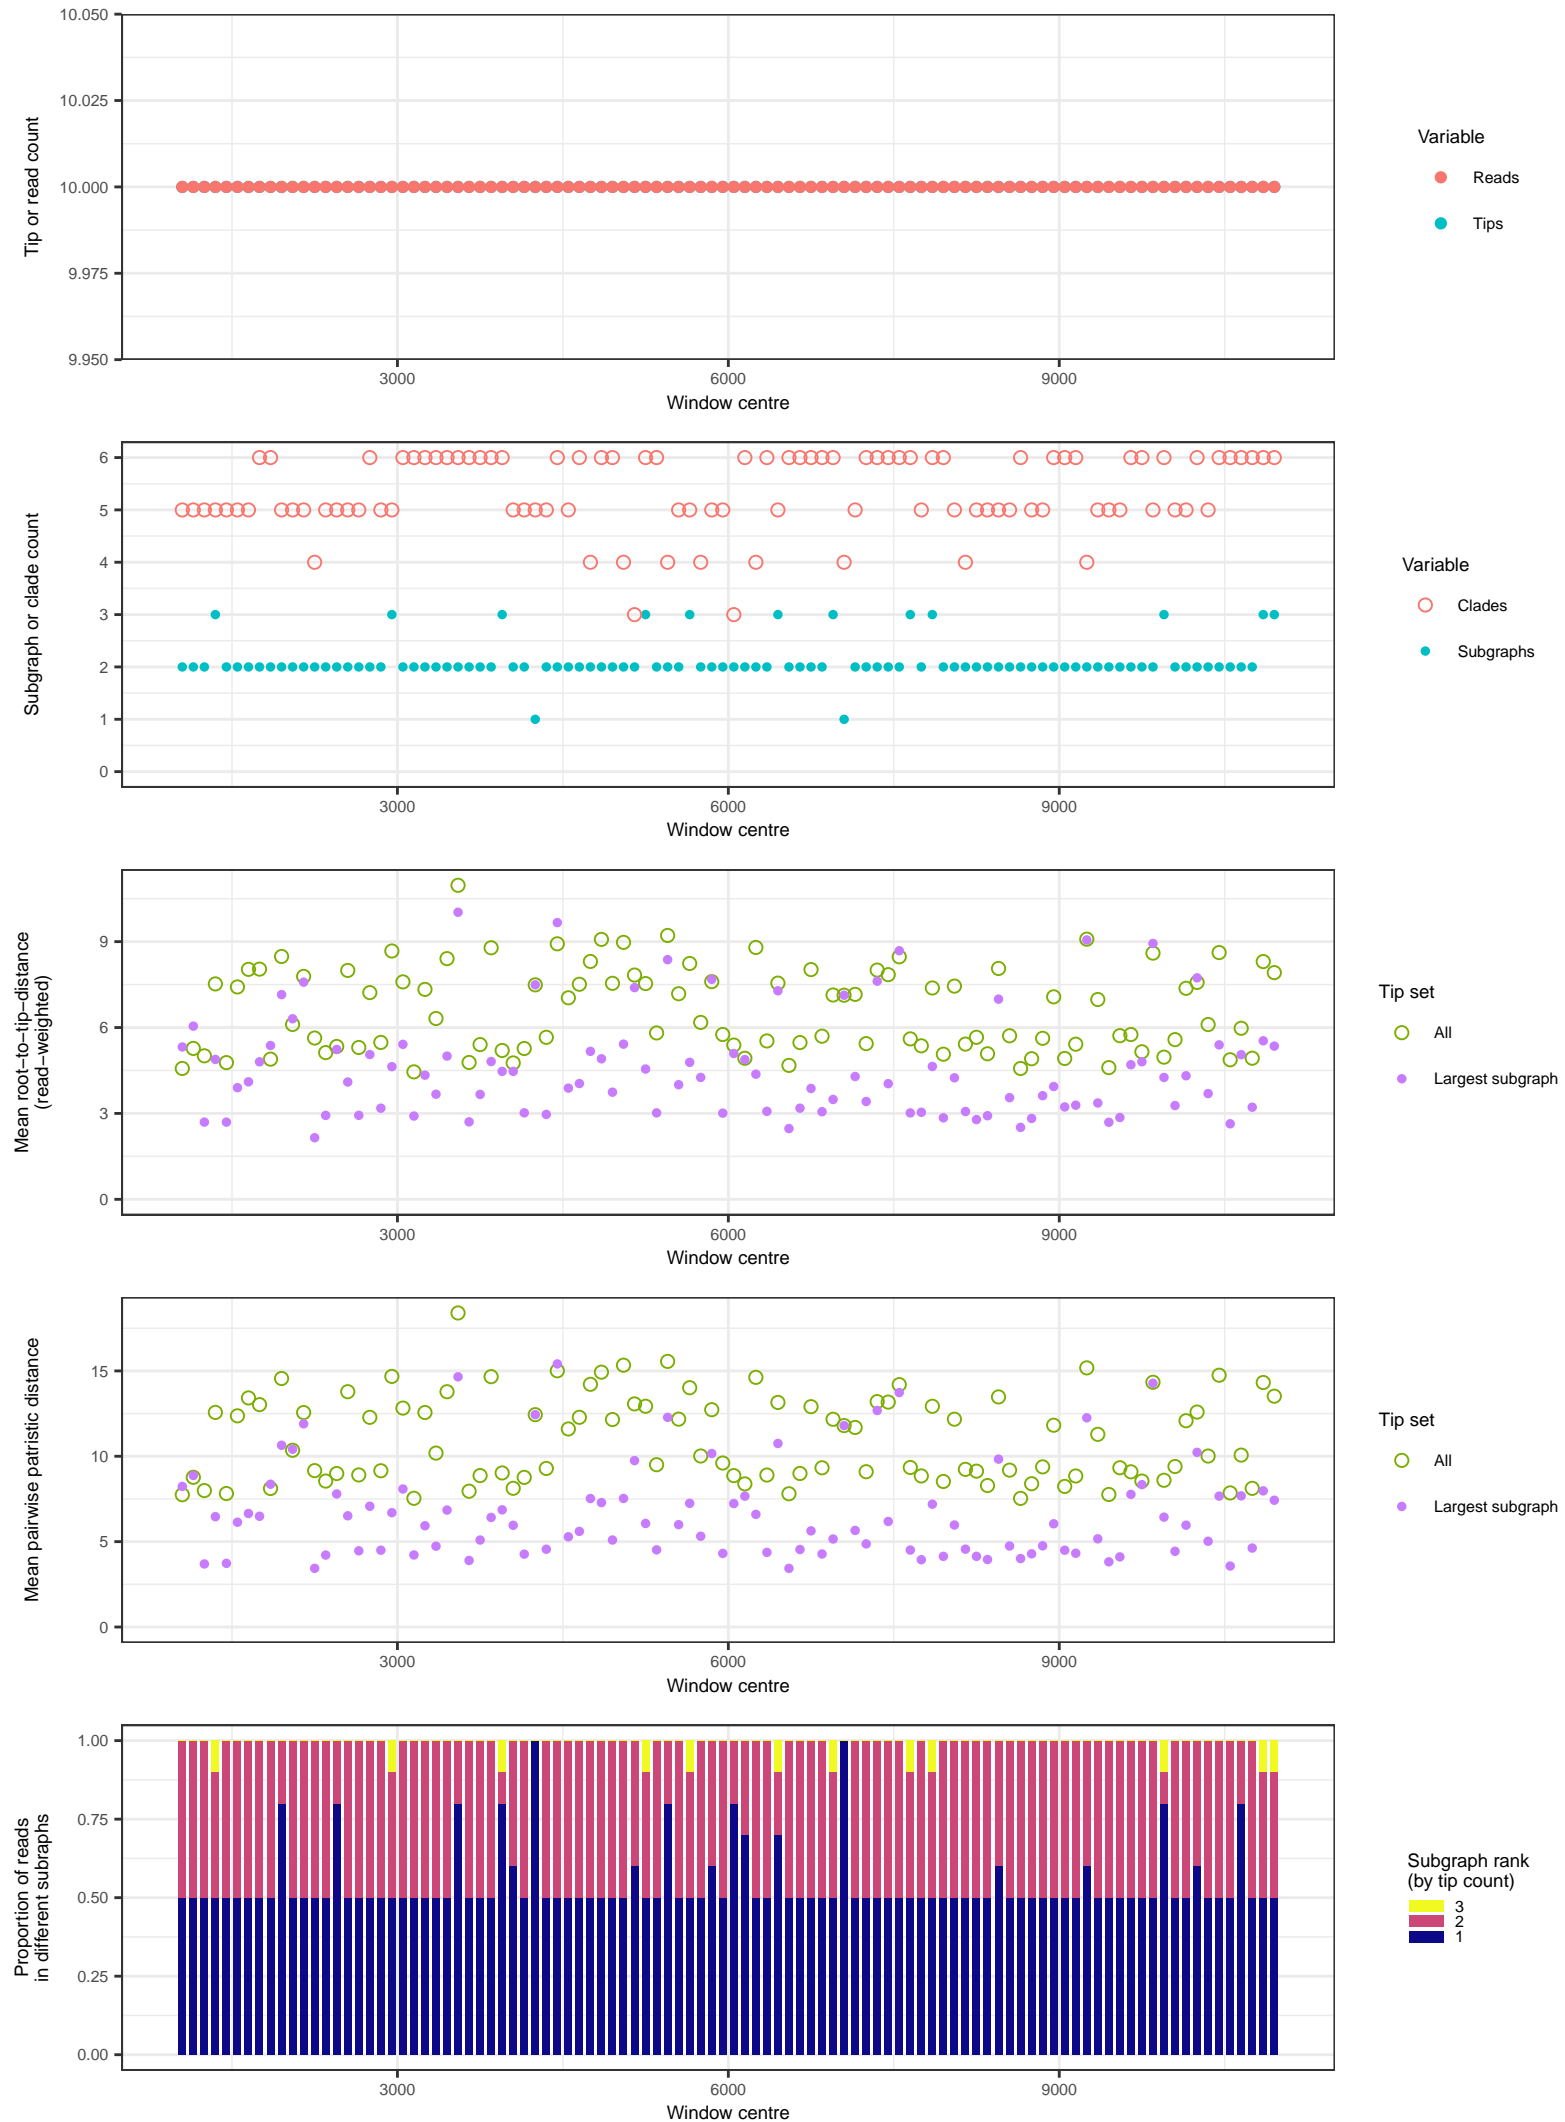 10.050
10.025
10.000
9.975
9.950
Tip or read count
3000 6000 9000
Window centre
Variable
Reads
Tips
6
5
4
3
2
1
0
Subgraph or clade count
3000 6000 9000
Window centre
Variable
Clades
Subgraphs
9
6
3
0
Mean root−to−tip−distance
(read−weighted)
3000 6000 9000
Window centre
Tip set
All
Largest subgraph
15
10
5
0
Mean pairwise patristic distance
3000 6000 9000
Window centre
Tip set
All
Largest subgraph
1.00
0.75
0.50
0.25
0.00
Proportion of reads
in different subraphs
3000 6000 9000
Window centre
Subgraph rank
(by tip count)
3
2
1